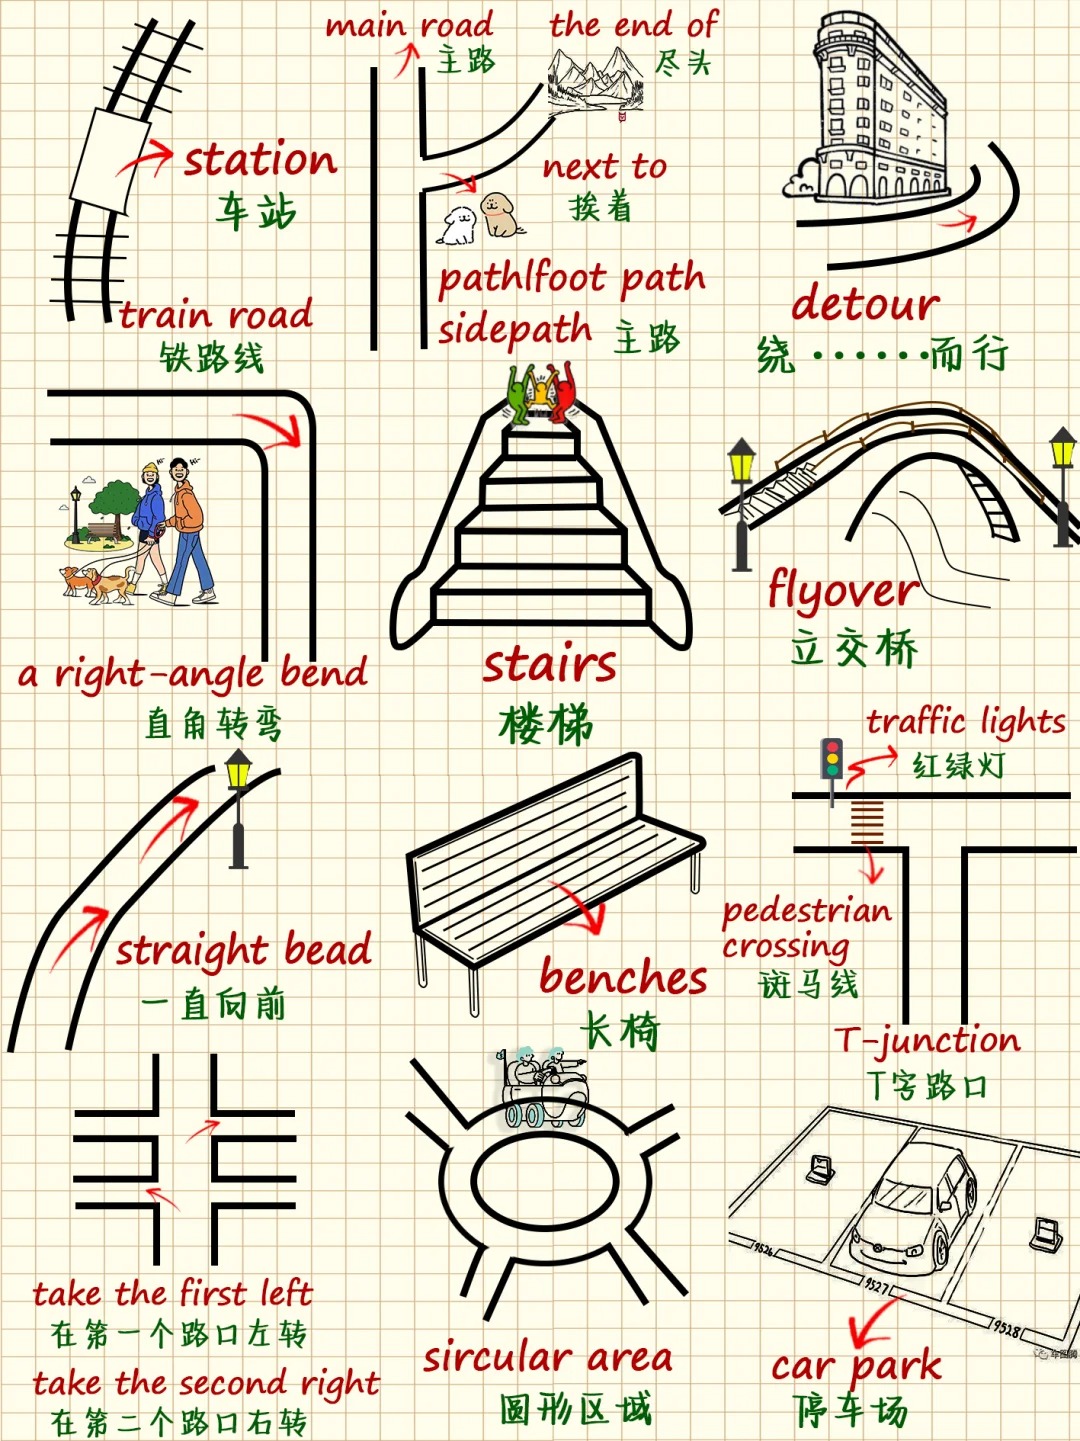 main road
主路
the end of
尽头
station
车站
next to
挨着
train road
铁路线
pathlfoot path
sidepath 主路
detour
绕 ······而行
Hi~
Hi~
a right-angle bend
直角转弯
stairs
楼梯
flyover
立交桥
straight bead
一直向前
benches
长椅
traffic lights
红绿灯
pedestrian
crossing
斑马线
T-junction
T字路口
take the first left
在第一个路口左转
take the second right
在第二个路口右转
sircular area
圆形区域
9526
9527
9528
car park
停车场